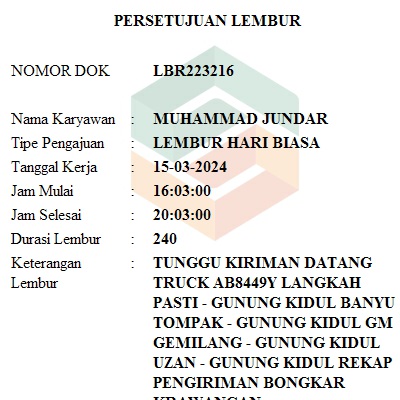 PERSETUJUAN LEMBUR
NOMOR DOK LBR223216
Nama Karyawan : MUHAMMAD JUNDAR
Tipe Pengajuan : LEMBUR HARI BIASA
Tanggal Kerja : 15-03-2024
Jam Mulai : 16:03:00
Jam Selesai : 20:03:00
Durasi Lembur : 240
Keterangan : TUNGGU KIRIMAN DATANG
Lembur TRUCK AB8449Y LANGKAH
PASTI - GUNUNG KIDUL BANYU
TOMPAK - GUNUNG KIDUL GM
GEMILANG - GUNUNG KIDUL
UZAN - GUNUNG KIDUL REKAP
PENGIRIMAN BONGKAR